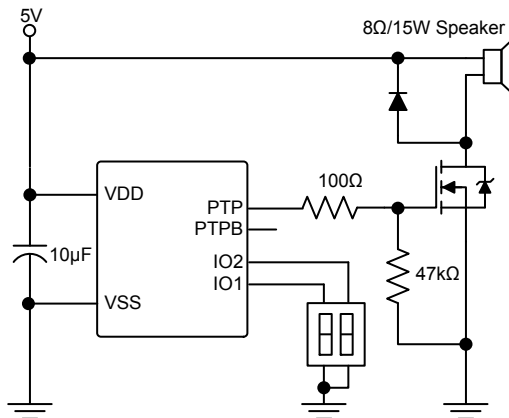 5V
8Ω/15W Speaker
VDD
PTP
100Ω
PTPB
10µF
IO2
IO1
47kΩ
VSS